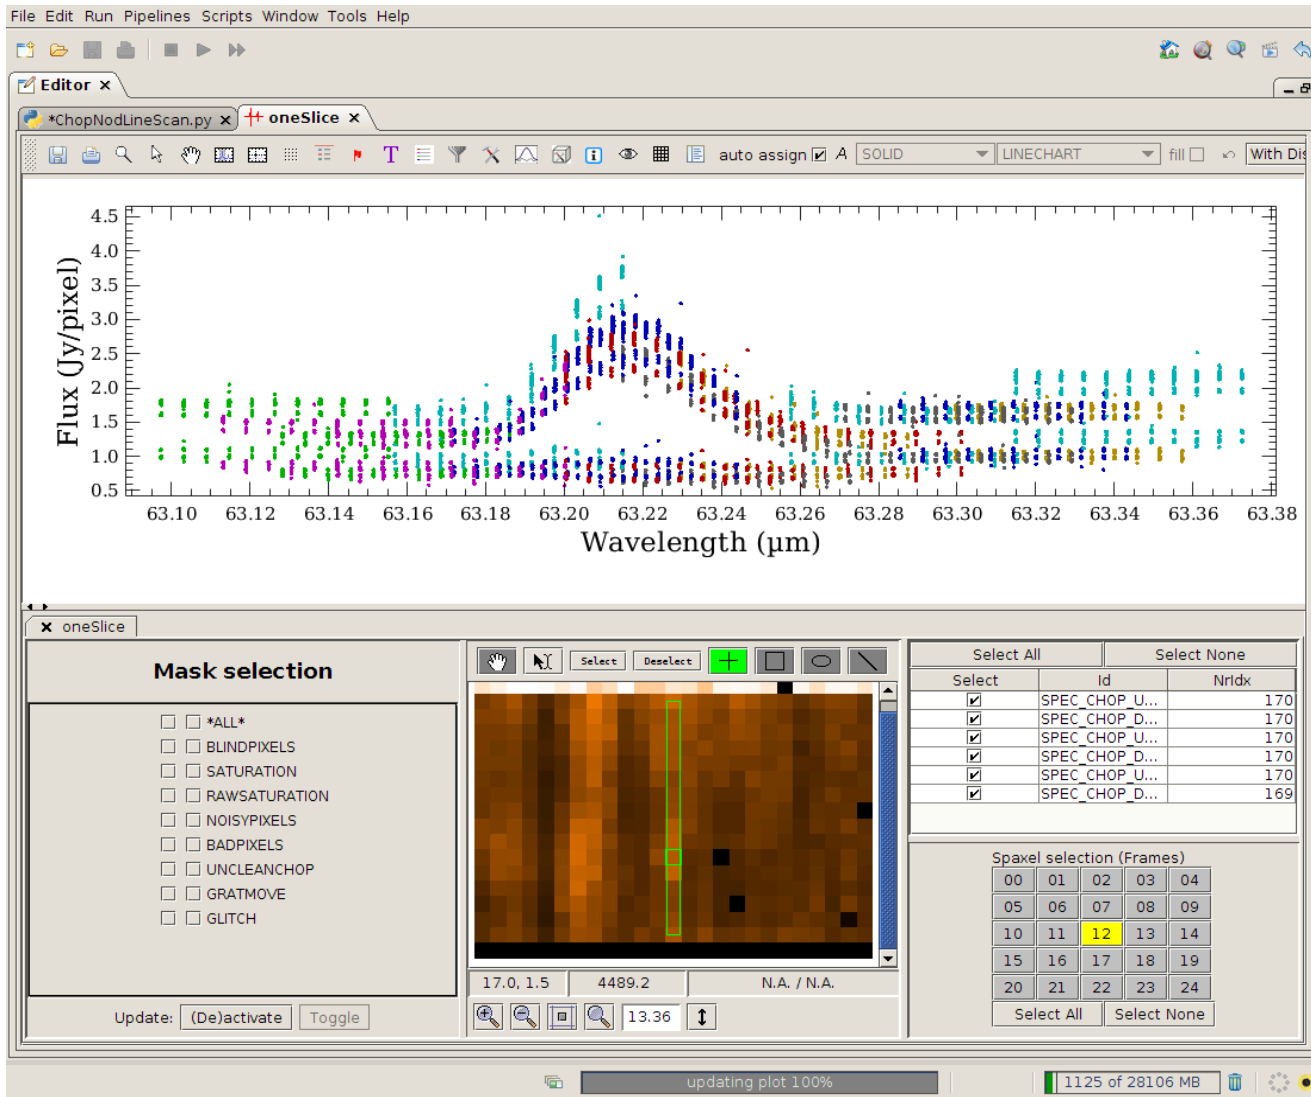 File Edit Run Pipelines Scripts Window Tools Help
Editor
*ChopNodLineScan.py oneSlice
auto assign A SOLID LINECHART fill With Dis
Flux (Jy/pixel)
4.5
4.0
3.5
3.0
2.5
2.0
1.5
1.0
0.5
63.10 63.12 63.14 63.16 63.18 63.20 63.22 63.24 63.26 63.28 63.30 63.32 63.34 63.36 63.38
Wavelength (µm)
oneSlice
Mask selection
*ALL*
BLINDPIXELS
SATURATION
RAWSATURATION
NOISYPIXELS
BADPIXELS
UNCLEANCHOP
GRATMOVE
GLITCH
Update: (De)activate Toggle
Select Deselect
17.0, 1.5 4489.2 N.A. / N.A.
13.36
Select All Select None
Select Id NrIdx
SPEC_CHOP_U... 170
SPEC_CHOP_D... 170
SPEC_CHOP_U... 170
SPEC_CHOP_D... 170
SPEC_CHOP_U... 170
SPEC_CHOP_D... 169
Spaxel selection (Frames)
00 01 02 03 04
05 06 07 08 09
10 11 12 13 14
15 16 17 18 19
20 21 22 23 24
Select All Select None
updating plot 100%
1125 of 28106 MB